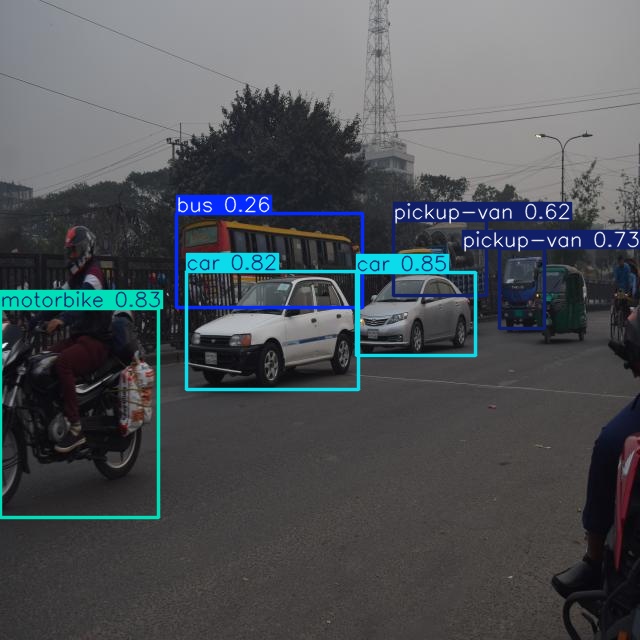 bus 0.26
pickup-van 0.62
pickup-van 0.73
car 0.82
car 0.85
motorbike 0.83